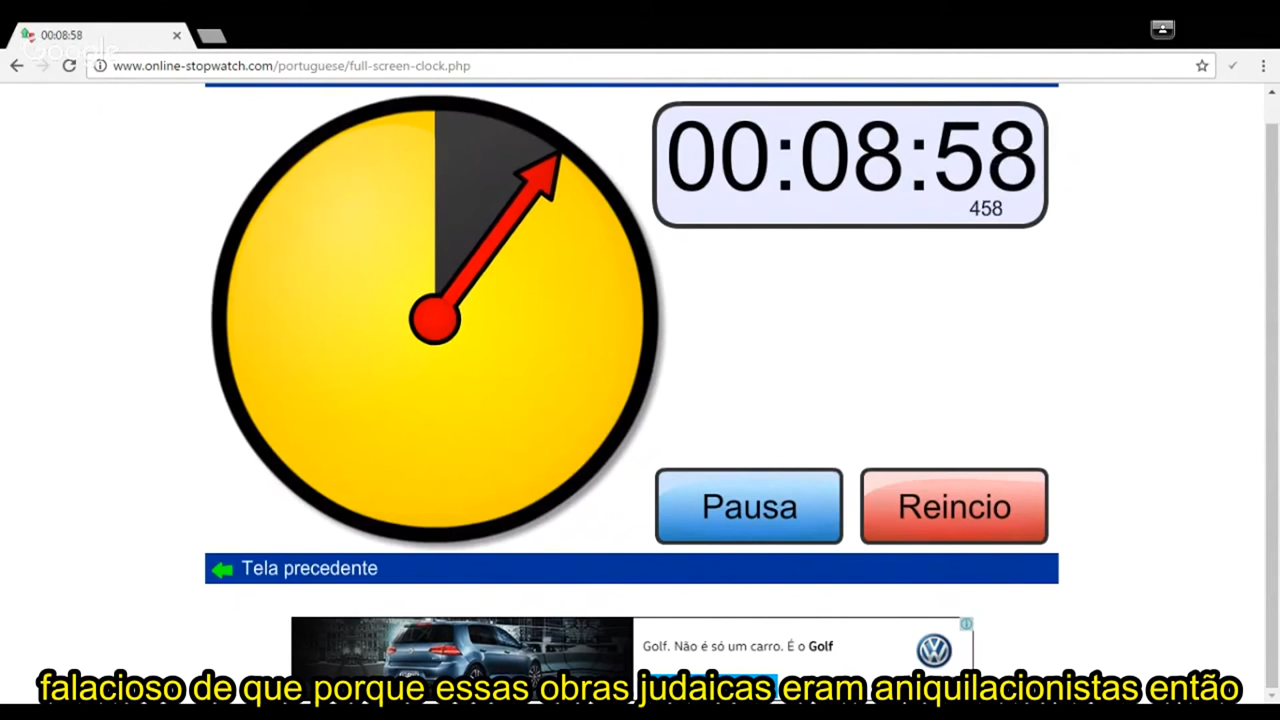 00:08:58
Google
www.online-stopwatch.com/portuguese/full-screen-clock.php
00:08:58
458
Pausa
Reincio
Tela precedente
Golf. Não é só um carro. É o Golf
falacioso de que porque essas obras judaicas eram aniquilacionistas então